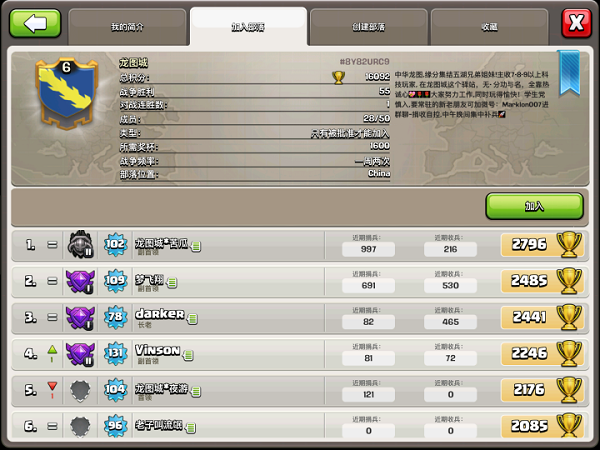 我的简介
加入部落
创建部落
收藏
6
龙图城
#8Y82URC9
总积分: 16092
战争胜利 55
对战连胜数: 1
成员: 28/50
类型: 只有被批准才能加入
所需奖杯: 1600
战争频率: 一周两次
部落位置: China
中华龙图,缘分集结五湖兄弟姐妹!主收7-8-9以上科
技玩家, 在龙图城这个驿站, 无·分功与名, 全靠热
诚心大家努力工作,同时玩得愉快! 学生党
慎入,要常驻的新老朋友可加微号: Marklon007进
群聊-捐收自控,中午晚间集中补兵
加入
1. = II 102 龙图城*苦瓜 副首领 近期捐兵: 997 近期收兵: 216 2796
2. = I 109 梦飞翔 副首领 近期捐兵: 691 近期收兵: 530 2485
3. = I 78 darker 长老 近期捐兵: 82 近期收兵: 465 2441
4. 1 II 131 Vinson 副首领 近期捐兵: 81 近期收兵: 72 2246
5. 1 104 龙图城*夜游 首领 近期捐兵: 121 近期收兵: 0 2176
6. = 96 老子叫流氓 近期捐兵: 0 近期收兵: 0 2085